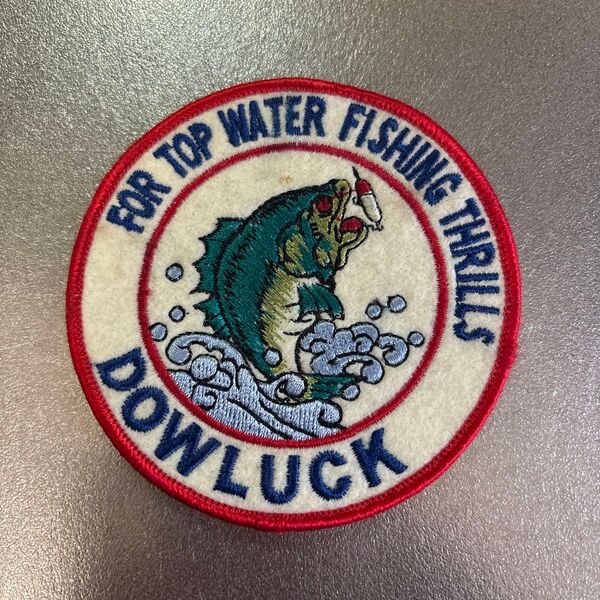 FOR TOP WATER FISHING THRILLS
DOWLUCK